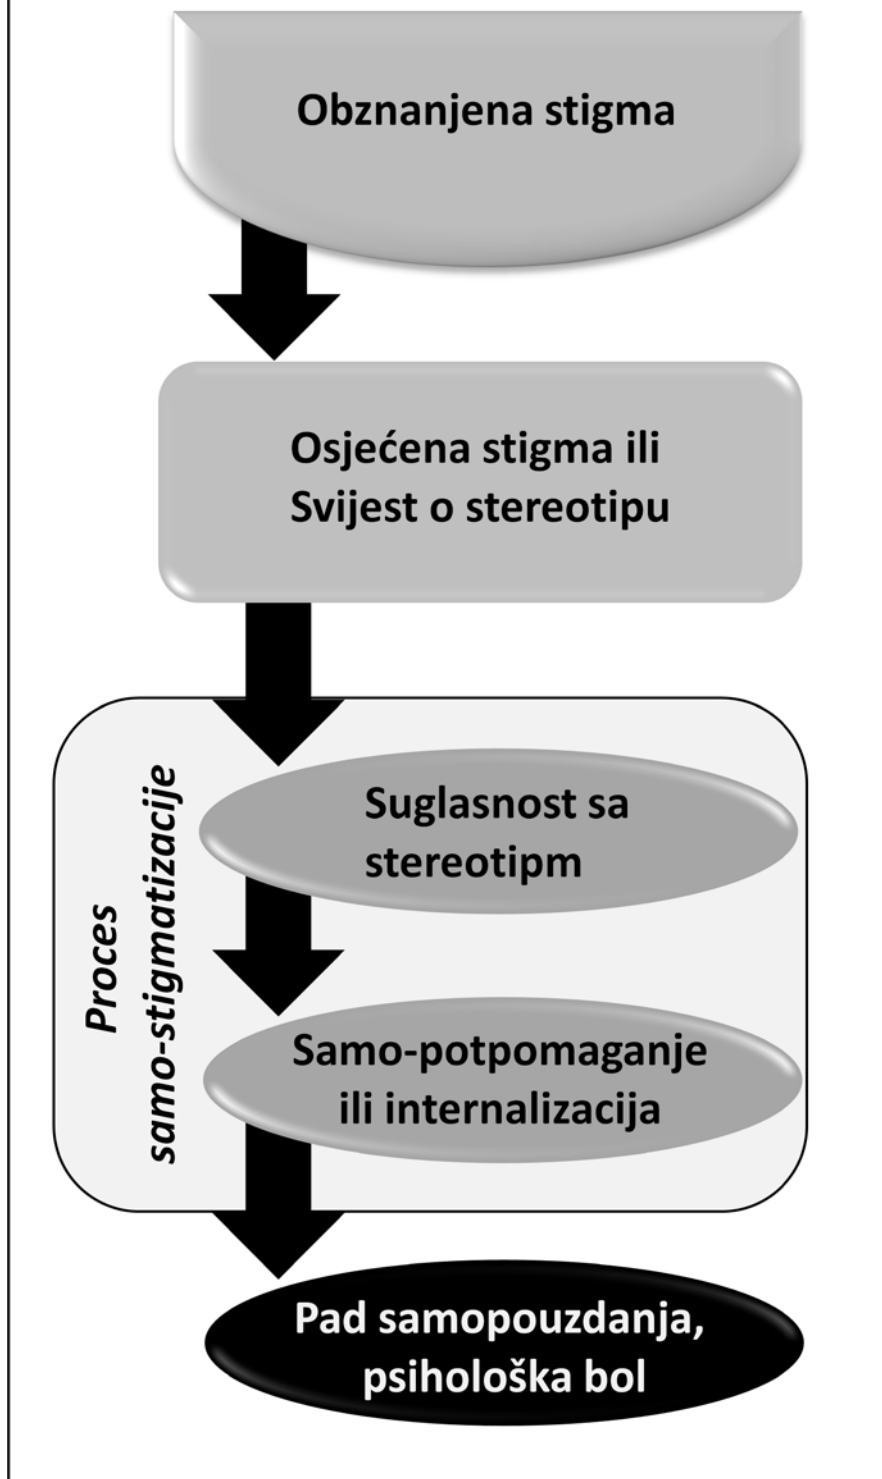 Obznanjena stigma
Osjećena stigma ili
Svijest o stereotipu
Proces
samo-stigmatizacije
Suglasnost sa
stereotipm
Samo-potpomaganje
ili internalizacija
Pad samopouzdanja,
psihološka bol